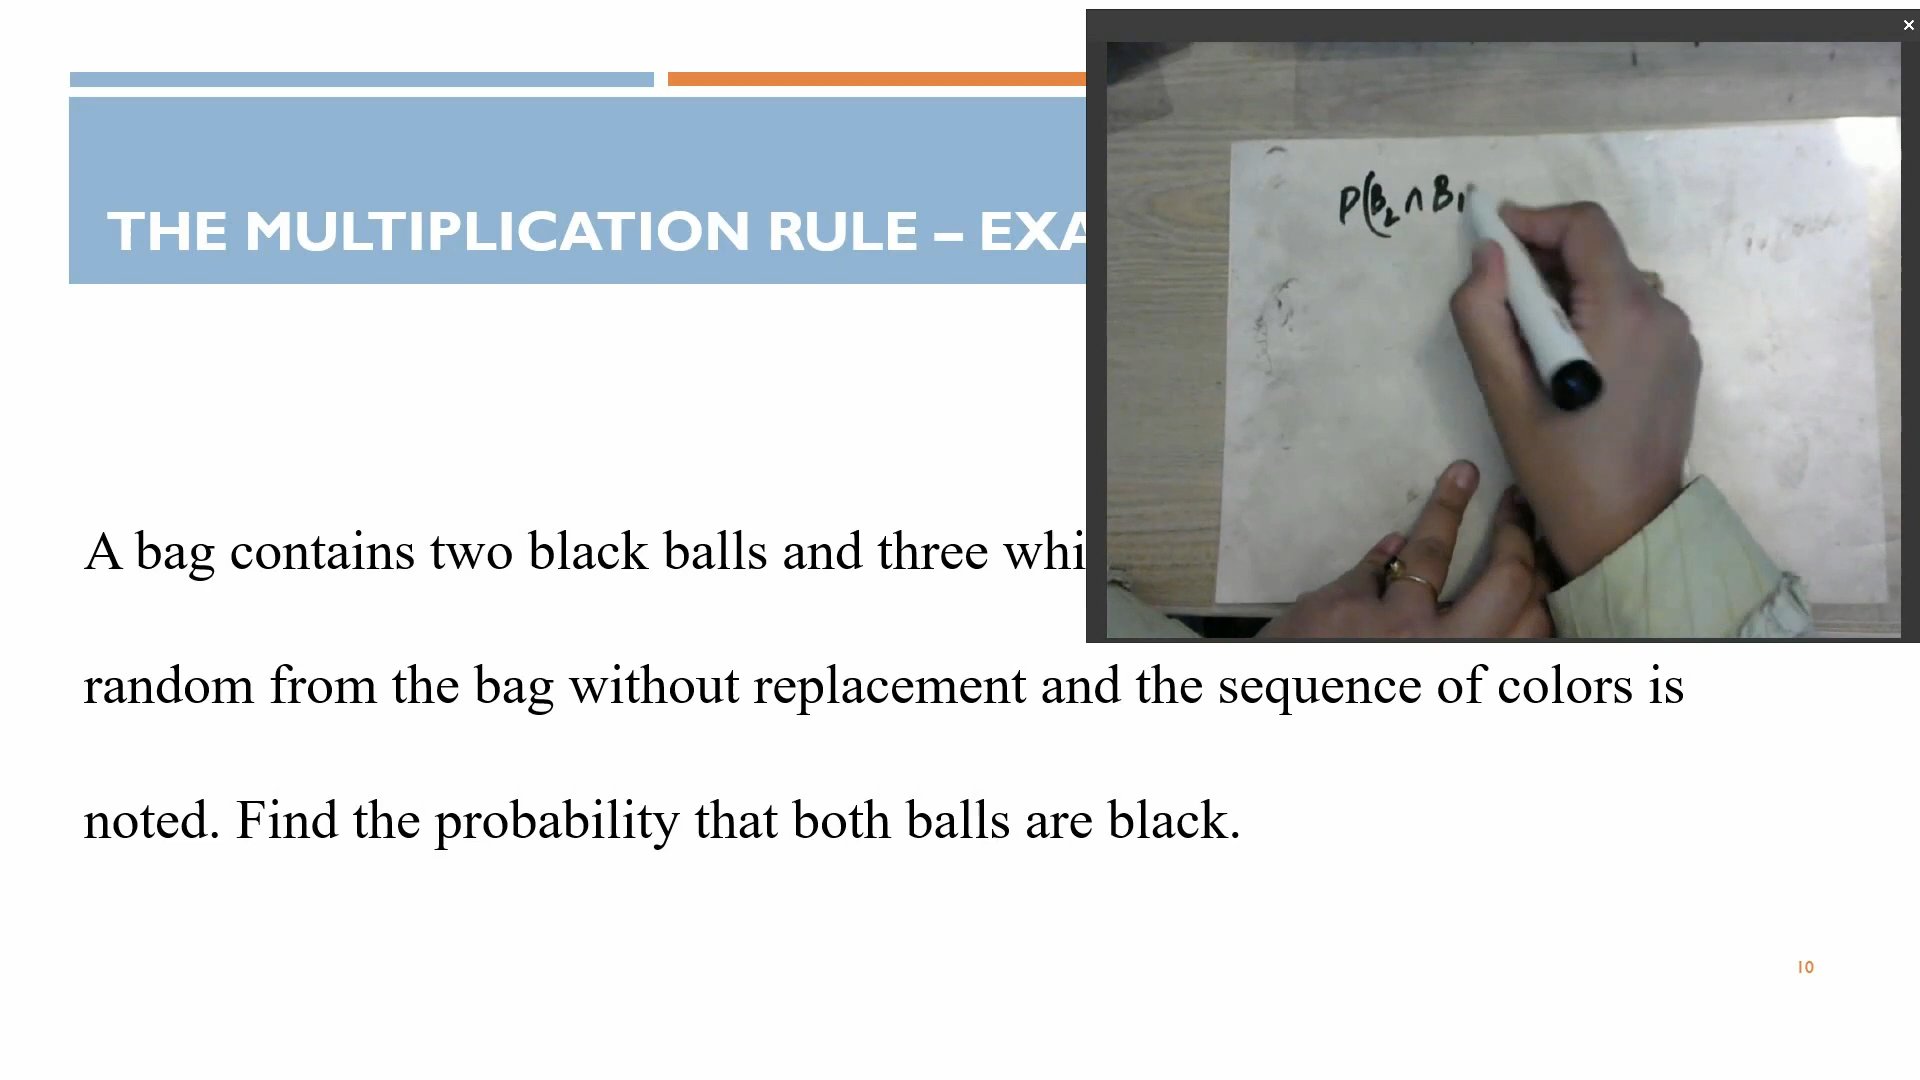 THE MULTIPLICATION RULE – EXA
P(B₂ ∩ B₁
A bag contains two black balls and three whi
random from the bag without replacement and the sequence of colors is
noted. Find the probability that both balls are black.
10